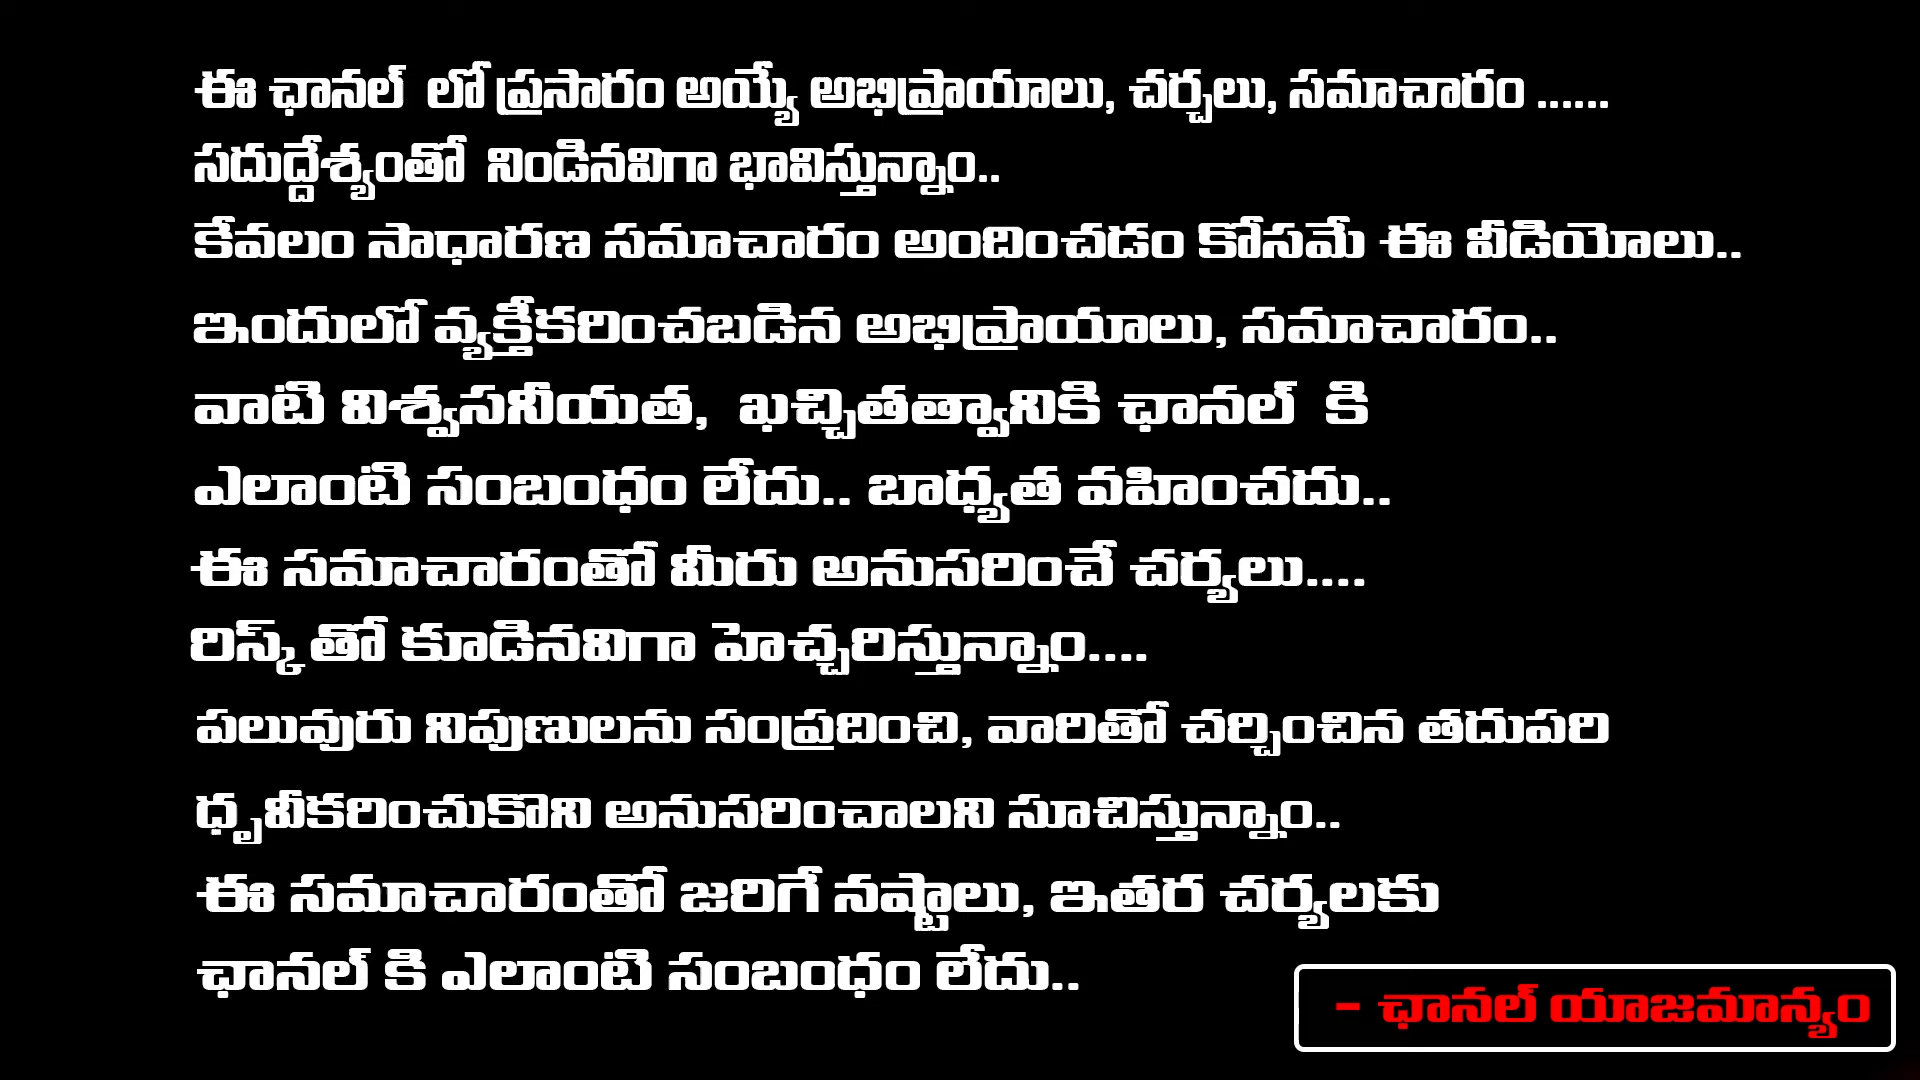 ఈ ఛానల్ లో ప్రసారం అయ్యే అభిప్రాయాలు, చర్చలు, సమాచారం ......
సదుద్దేశ్యంతో నిండినవిగా భావిస్తున్నాం..
కేవలం సాధారణ సమాచారం అందించడం కోసమే ఈ వీడియోలు..
ఇందులో వ్యక్తీకరించబడిన అభిప్రాయాలు, సమాచారం..
వాటి విశ్వసనీయత, ఖచ్చితత్వానికి ఛానల్ కి
ఎలాంటి సంబంధం లేదు.. బాధ్యత వహించదు..
ఈ సమాచారంతో మీరు అనుసరించే చర్యలు....
రిస్క్ తో కూడినవిగా హెచ్చరిస్తున్నాం....
పలువురు నిపుణులను సంప్రదించి, వారితో చర్చించిన తదుపరి
ధృవీకరించుకొని అనుసరించాలని సూచిస్తున్నాం..
ఈ సమాచారంతో జరిగే నష్టాలు, ఇతర చర్యలకు
ఛానల్ కి ఎలాంటి సంబంధం లేదు..
- ఛానల్ యాజమాన్యం